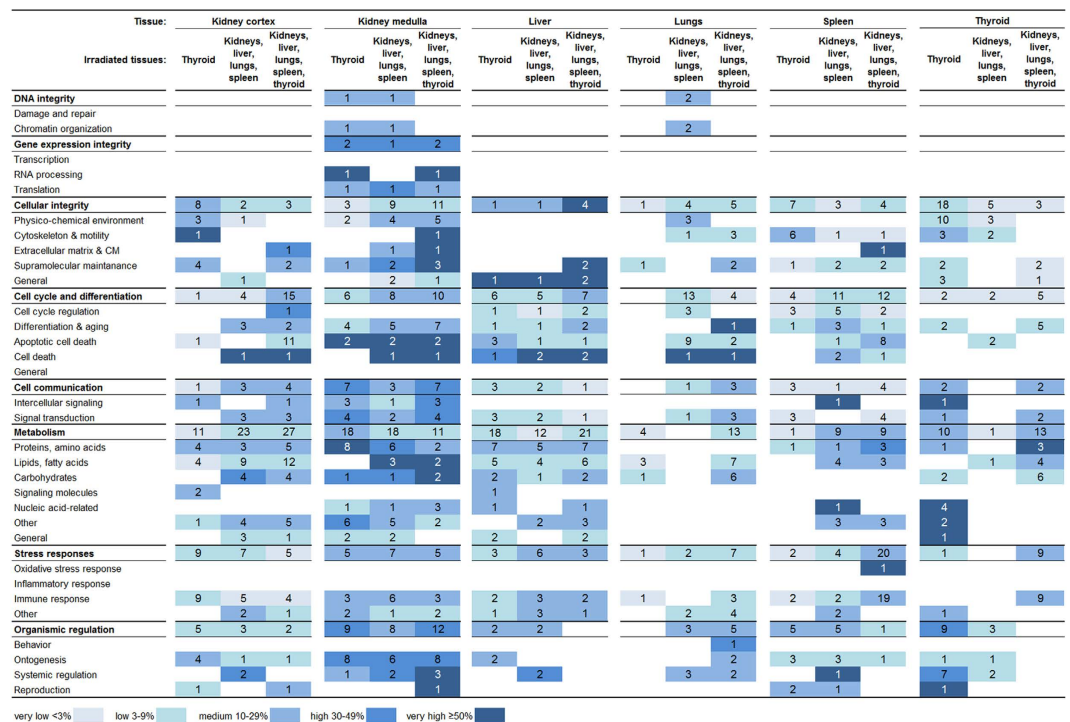 Tissue: Kidney cortex Kidney medulla Liver Lungs Spleen Thyroid
Irradiated tissues: Thyroid Kidneys, liver, lungs, spleen Kidneys, liver, lungs, spleen, thyroid Thyroid Kidneys, liver, lungs, spleen Kidneys, liver, lungs, spleen, thyroid Thyroid Kidneys, liver, lungs, spleen Kidneys, liver, lungs, spleen, thyroid Thyroid Kidneys, liver, lungs, spleen Kidneys, liver, lungs, spleen, thyroid Thyroid Kidneys, liver, lungs, spleen Kidneys, liver, lungs, spleen, thyroid Thyroid Kidneys, liver, lungs, spleen Kidneys, liver, lungs, spleen, thyroid
DNA integrity 1 1 2
Damage and repair
Chromatin organization 1 1 2
Gene expression integrity 2 1 2
Transcription
RNA processing 1 1
Translation 1 1 1
Cellular integrity 8 2 3 3 9 11 1 1 4 1 4 5 7 3 4 18 5 3
Physico-chemical environment 3 1 2 4 5 3 10 3
Cytoskeleton & motility 1 1 1 3 6 1 1 3 2
Extracellular matrix & CM 1 1 1 1
Supramolecular maintanance 4 2 1 2 3 2 1 2 1 2 2 2 2
General 1 2 1 1 1 2 3 1
Cell cycle and differentiation 1 4 15 6 8 10 6 5 7 13 4 4 11 12 2 2 5
Cell cycle regulation 1 1 1 2 3 3 5 2
Differentiation & aging 3 2 4 5 7 1 1 2 1 1 3 1 2 5
Apoptotic cell death 1 11 2 2 2 3 1 1 9 2 1 8 2
Cell death 1 1 1 1 1 2 2 1 1 2 1
General
Cell communication 1 3 4 7 3 7 3 2 1 1 3 3 1 4 2 2
Intercellular signaling 1 1 3 1 3 1 1
Signal transduction 3 3 4 2 4 3 2 1 1 3 3 4 1 2
Metabolism 11 23 27 18 18 11 18 12 21 4 13 1 9 9 10 1 13
Proteins, amino acids 4 3 5 8 6 2 7 5 7 1 1 3 1 3
Lipids, fatty acids 4 9 12 3 2 5 4 6 3 7 4 3 1 4
Carbohydrates 4 4 1 1 2 2 1 2 1 6 2 6
Signaling molecules 2 1
Nucleic acid-related 1 1 3 1 1 1 4
Other 1 4 5 6 5 2 2 3 3 3 2
General 3 1 2 2 2 2 1
Stress responses 9 7 5 5 7 5 3 6 3 1 2 7 2 4 20 1 9
Oxidative stress response 1
Inflammatory response
Immune response 9 5 4 3 6 3 2 3 2 1 3 2 2 19 9
Other 2 1 2 1 2 1 3 1 2 4 2 1
Organismic regulation 5 3 2 9 8 12 2 2 3 5 5 5 1 9 3
Behavior 1
Ontogenesis 4 1 1 8 6 8 2 2 3 3 1 1 1
Systemic regulation 2 1 2 3 2 3 2 1 7 2
Reproduction 1 1 1 2 1 1
very low <3% low 3-9% medium 10-29% high 30-49% very high ≥50%